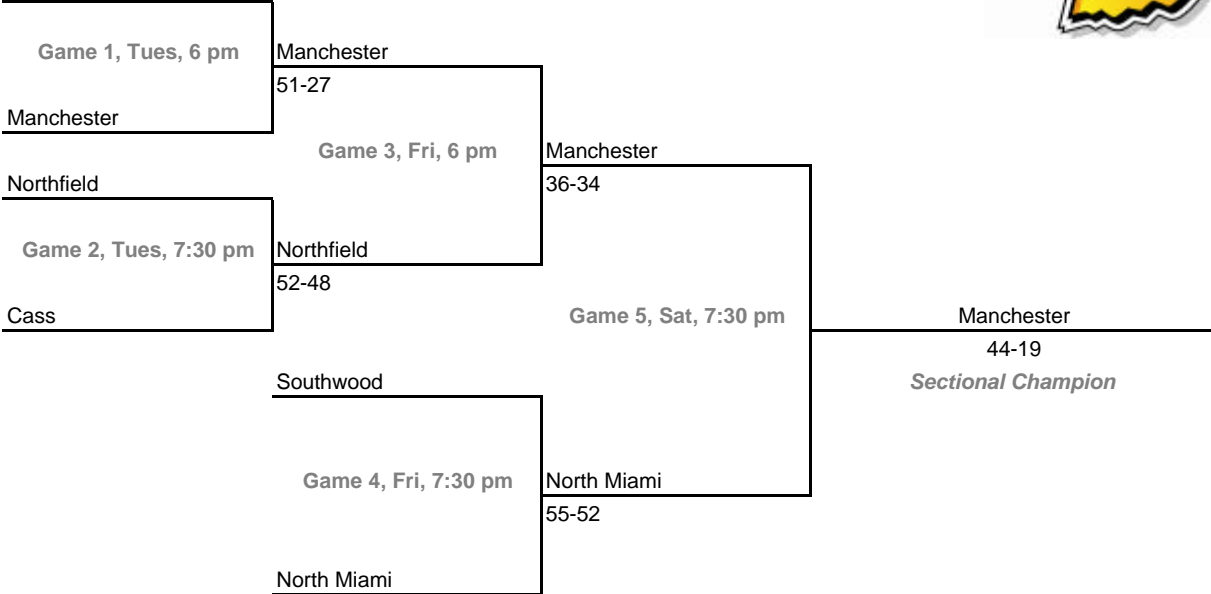 Game 1, Tues, 6 pm
Manchester
51-27
Manchester
Game 3, Fri, 6 pm
Manchester
36-34
Northfield
Game 2, Tues, 7:30 pm
Northfield
52-48
Cass
Game 5, Sat, 7:30 pm
Manchester
44-19
Sectional Champion
Southwood
Game 4, Fri, 7:30 pm
North Miami
55-52
North Miami